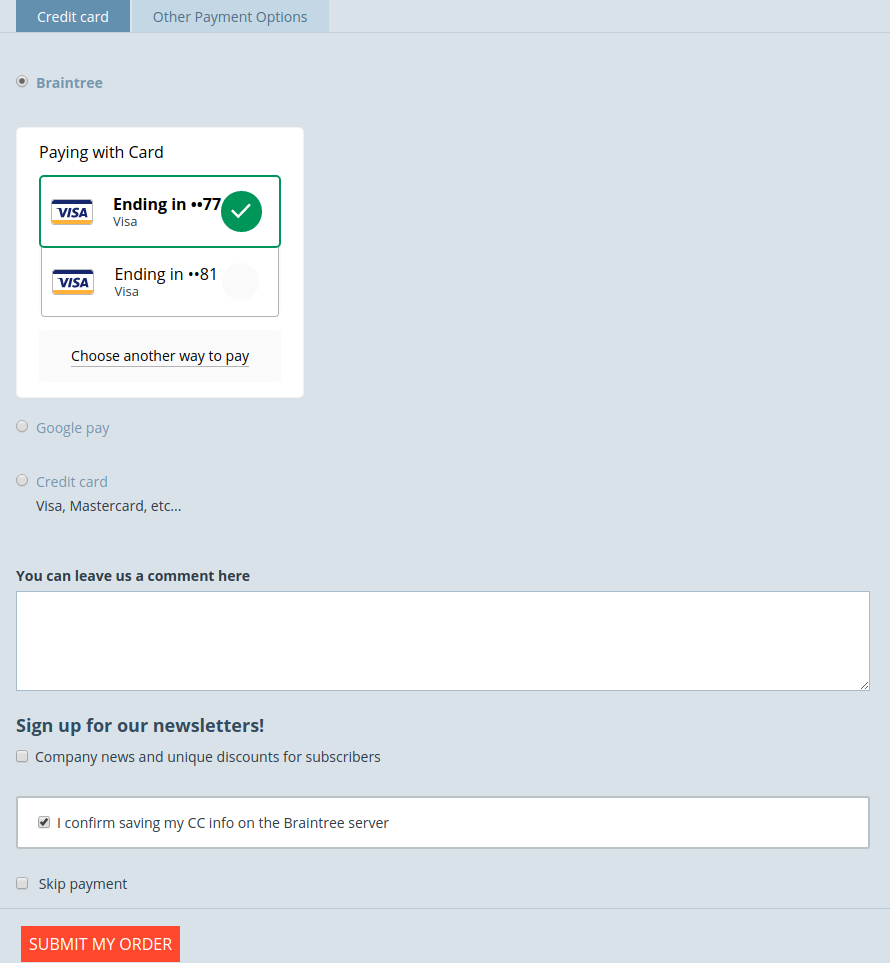 Credit card Other Payment Options
Braintree
Paying with Card
VISA Ending in ••77
Visa
VISA Ending in ••81
Visa
Choose another way to pay
Google pay
Credit card
Visa, Mastercard, etc...
You can leave us a comment here
Sign up for our newsletters!
Company news and unique discounts for subscribers
I confirm saving my CC info on the Braintree server
Skip payment
SUBMIT MY ORDER